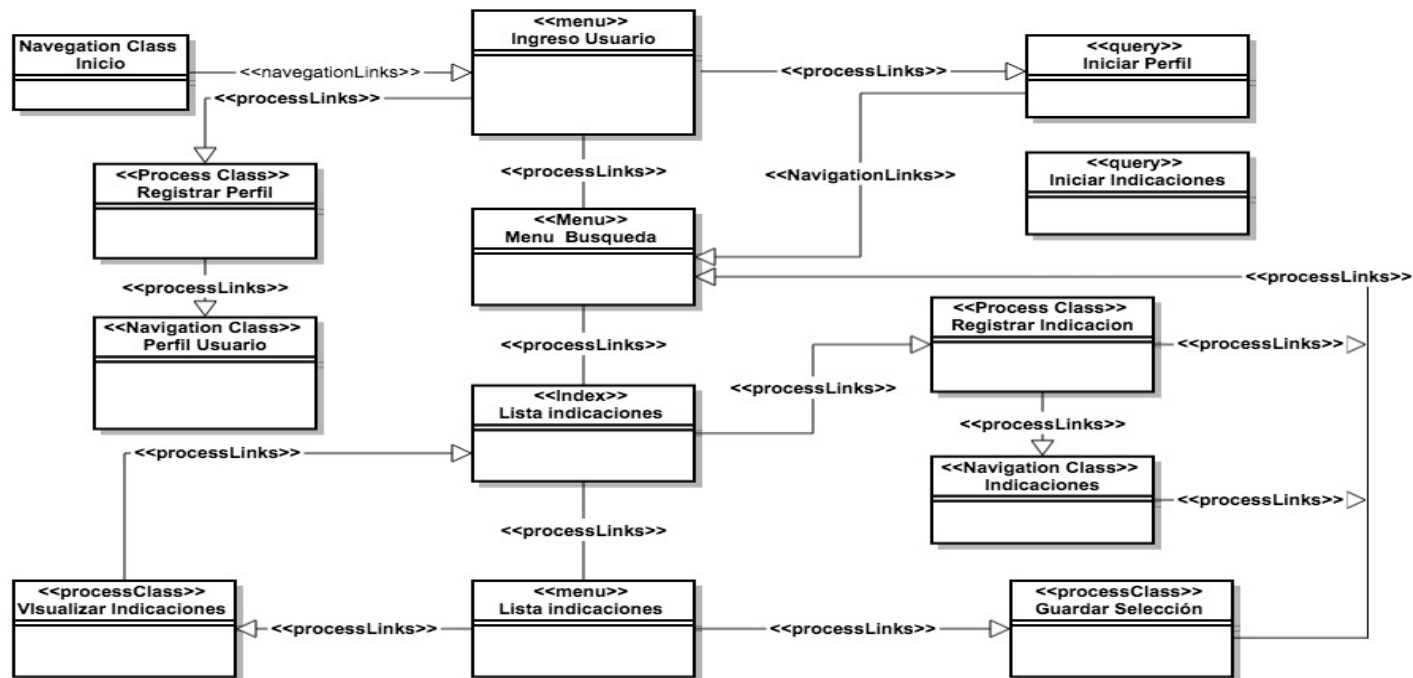 <<menu>>
Ingreso Usuario
Navegation Class
Inicio
<<query>>
Iniciar Perfil
<<navegationLinks>>
<<processLinks>>
<<processLinks>>
<<Process Class>>
Registrar Perfil
<<processLinks>>
<<NavigationLinks>>
<<query>>
Iniciar Indicaciones
<<Menu>>
Menu Busqueda
<<processLinks>>
<<processLinks>>
<<Navigation Class>>
Perfil Usuario
<<Process Class>>
Registrar Indicacion
<<processLinks>>
<<processLinks>>
<<processLinks>>
<<Index>>
Lista indicaciones
<<processLinks>>
<<processLinks>>
<<Navigation Class>>
Indicaciones
<<processLinks>>
<<processLinks>>
<<processClass>>
VIsualizar Indicaciones
<<menu>>
Lista indicaciones
<<processClass>>
Guardar Selección
<<processLinks>>
<<processLinks>>